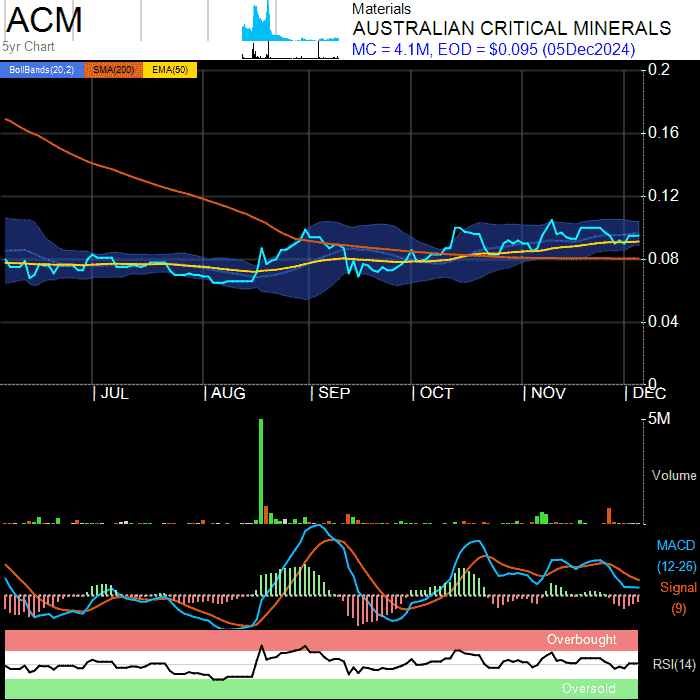 ACM
5yr Chart
Materials
AUSTRALIAN CRITICAL MINERALS
MC = 4.1M, EOD = $0.095 (05Dec2024)
BollBands(20,2) SMA(200) EMA(50)
0.2
0.16
0.12
0.08
0.04
0
JUL AUG SEP OCT NOV DEC
5M
Volume
MACD
(12-26)
Signal
(9)
Overbought
RSI(14)
Oversold